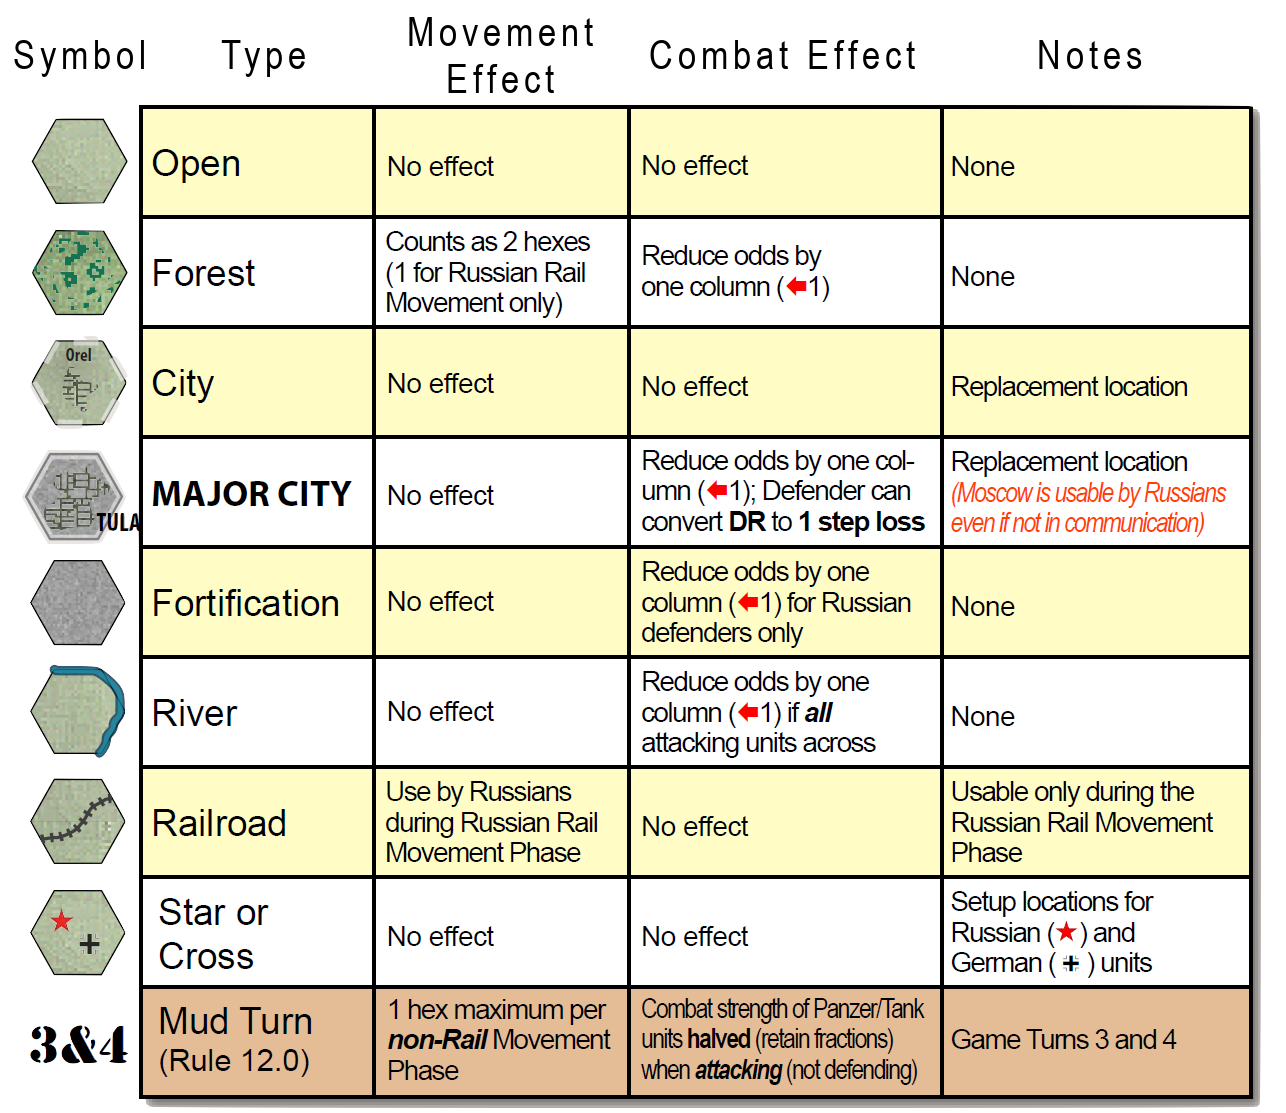 Symbol
Type
Movement
Effect
Combat Effect
Notes
Open
No effect
No effect
None
Forest
Counts as 2 hexes
(1 for Russian Rail
Movement only)
Reduce odds by
one column (←1)
None
Orel
City
No effect
No effect
Replacement location
TULA
MAJOR CITY
No effect
Reduce odds by one col-
umn (←1); Defender can
convert DR to 1 step loss
Replacement location
(Moscow is usable by Russians
even if not in communication)
Fortification
No effect
Reduce odds by one
column (←1) for Russian
defenders only
None
River
No effect
Reduce odds by one
column (←1) if all
attacking units across
None
Railroad
Use by Russians
during Russian Rail
Movement Phase
No effect
Usable only during the
Russian Rail Movement
Phase
Star or
Cross
No effect
No effect
Setup locations for
Russian (★) and
German ( ✚ ) units
3&4
Mud Turn
(Rule 12.0)
1 hex maximum per
non-Rail Movement
Phase
Combat strength of Panzer/Tank
units halved (retain fractions)
when attacking (not defending)
Game Turns 3 and 4